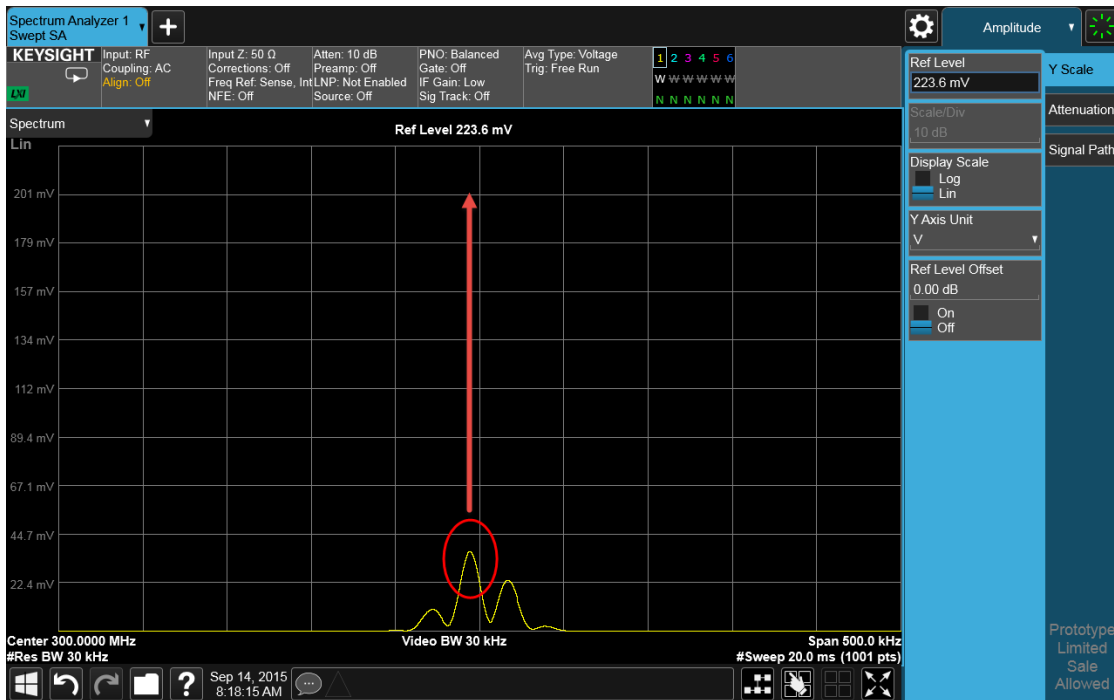 Spectrum Analyzer 1
Swept SA
Amplitude
KEYSIGHT
LXI
Input: RF
Coupling: AC
Align: Off
Input Z: 50 Ω
Corrections: Off
Freq Ref: Sense, Int
NFE: Off
Atten: 10 dB
Preamp: Off
LNP: Not Enabled
Source: Off
PNO: Balanced
Gate: Off
IF Gain: Low
Sig Track: Off
Avg Type: Voltage
Trig: Free Run
1 2 3 4 5 6
W W W W W W
N N N N N N
Spectrum
Ref Level 223.6 mV
Lin
201 mV
179 mV
157 mV
134 mV
112 mV
89.4 mV
67.1 mV
44.7 mV
22.4 mV
Center 300.0000 MHz
Video BW 30 kHz
Span 500.0 kHz
#Res BW 30 kHz
#Sweep 20.0 ms (1001 pts)
Sep 14, 2015
8:18:15 AM
Ref Level
223.6 mV
Scale/Div
10 dB
Display Scale
Log
Lin
Y Axis Unit
V
Ref Level Offset
0.00 dB
On
Off
Y Scale
Attenuation
Signal Path
Prototype
Limited
Sale
Allowed